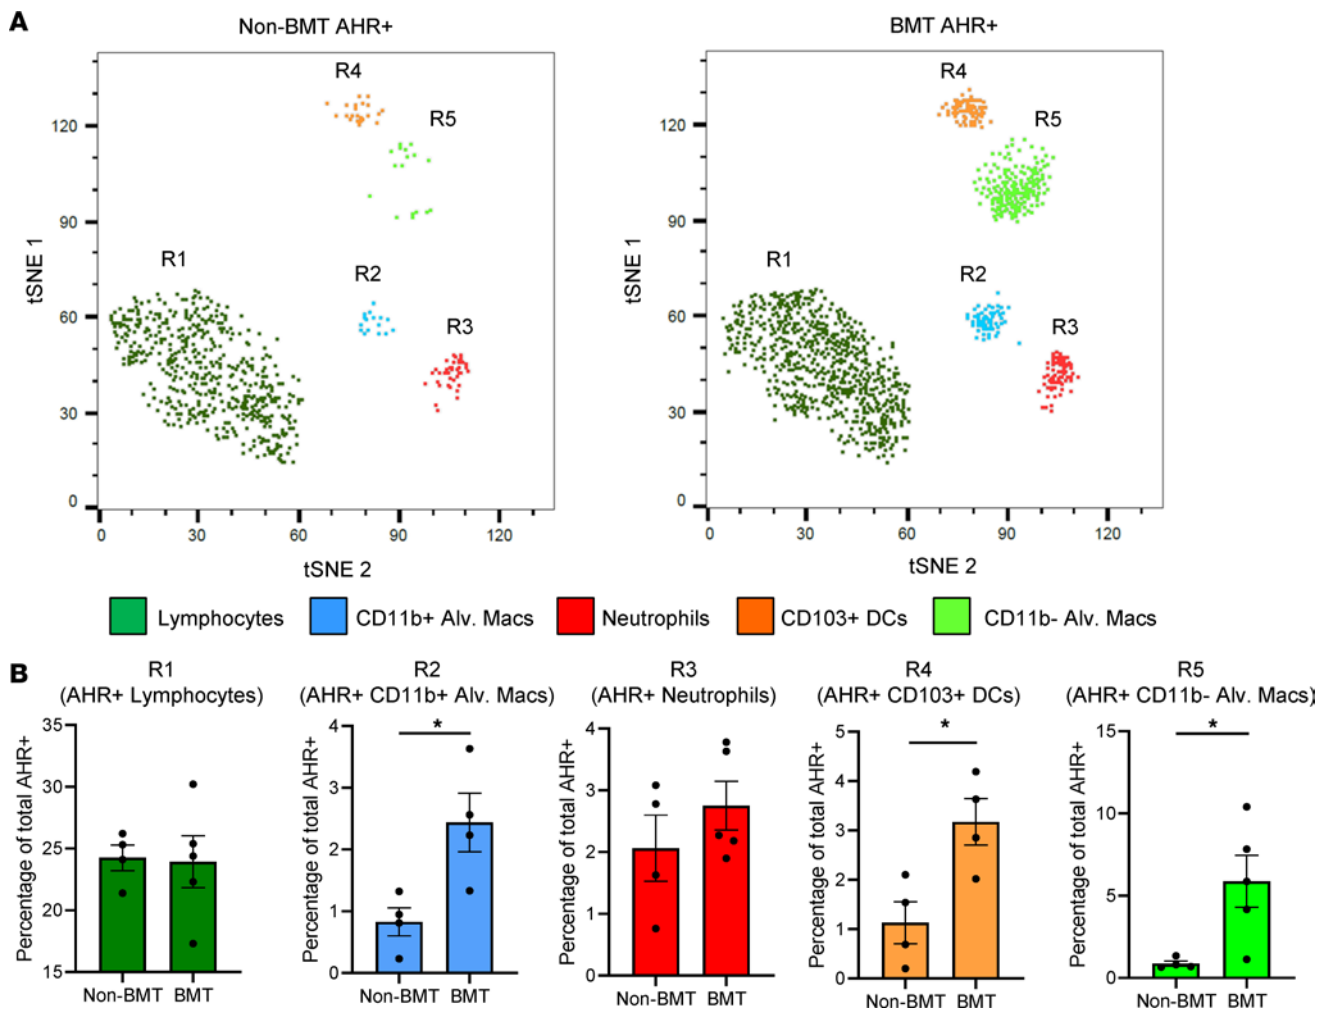 A
Non-BMT AHR+
BMT AHR+
R4
R5
R1
R2
R3
120
90
60
30
0
tSNE 1
0 30 60 90 120
tSNE 2
R4
R5
R1
R2
R3
120
90
60
30
0
tSNE 1
0 30 60 90 120
tSNE 2
Lymphocytes CD11b+ Alv. Macs Neutrophils CD103+ DCs CD11b- Alv. Macs
B
R1
(AHR+ Lymphocytes)
Percentage of total AHR+
35
30
25
20
15
Non-BMT BMT
R2
(AHR+ CD11b+ Alv. Macs)
*
Percentage of total AHR+
4
3
2
1
0
Non-BMT BMT
R3
(AHR+ Neutrophils)
Percentage of total AHR+
4
3
2
1
0
Non-BMT BMT
R4
(AHR+ CD103+ DCs)
*
Percentage of total AHR+
5
4
3
2
1
0
Non-BMT BMT
R5
(AHR+ CD11b- Alv. Macs)
*
Percentage of total AHR+
15
10
5
0
Non-BMT BMT